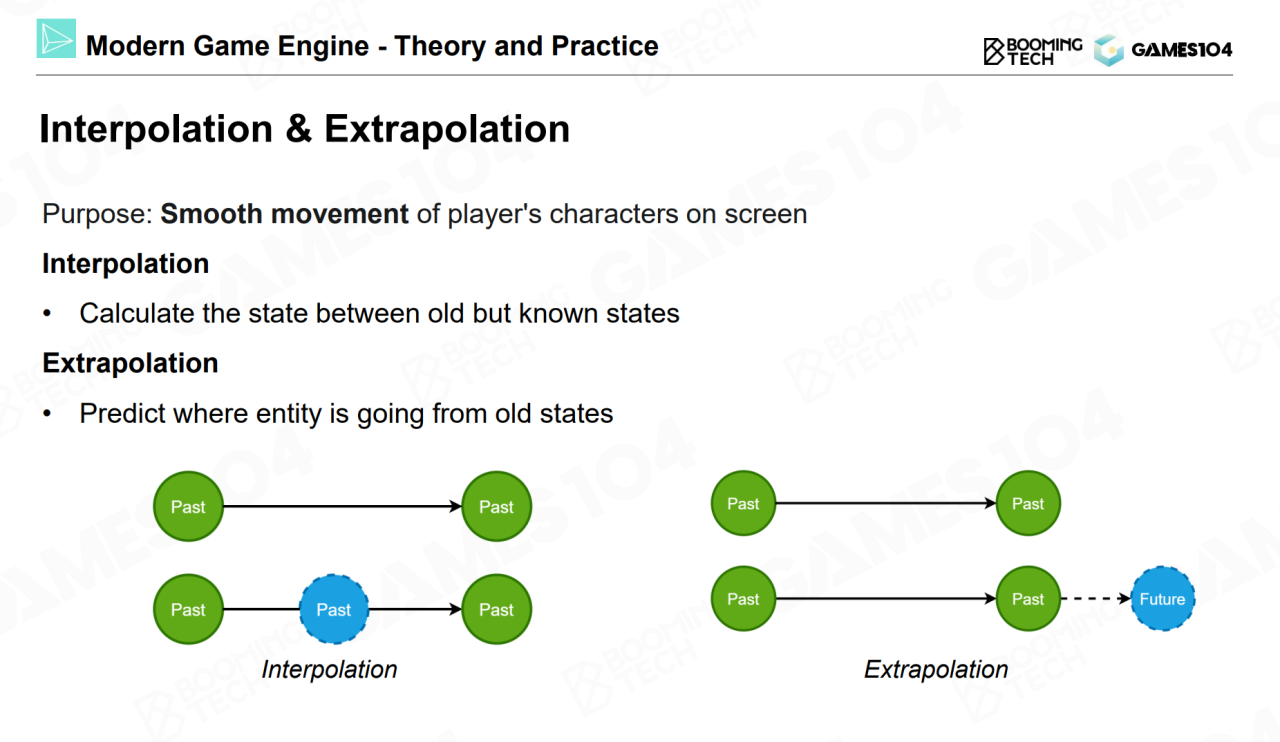 Modern Game Engine - Theory and Practice
BOOMING
TECH
GAMES104
Interpolation & Extrapolation
Purpose: Smooth movement of player's characters on screen
Interpolation
• Calculate the state between old but known states
Extrapolation
• Predict where entity is going from old states
Past Past
Past Past Past
Interpolation
Past Past
Past Past Future
Extrapolation